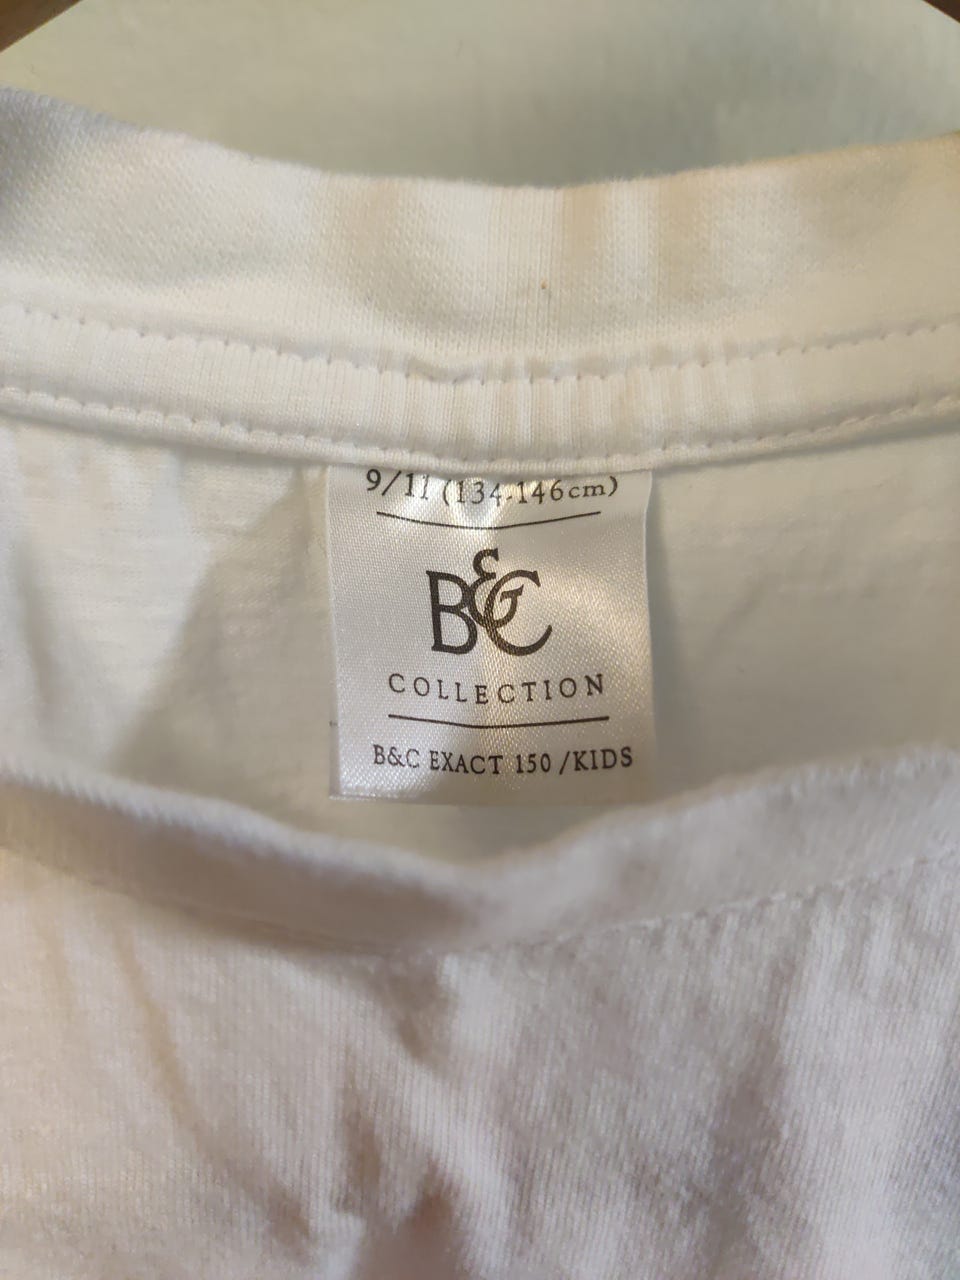 9/11 (134-146cm)
B&C
COLLECTION
B&C EXACT 150 /KIDS